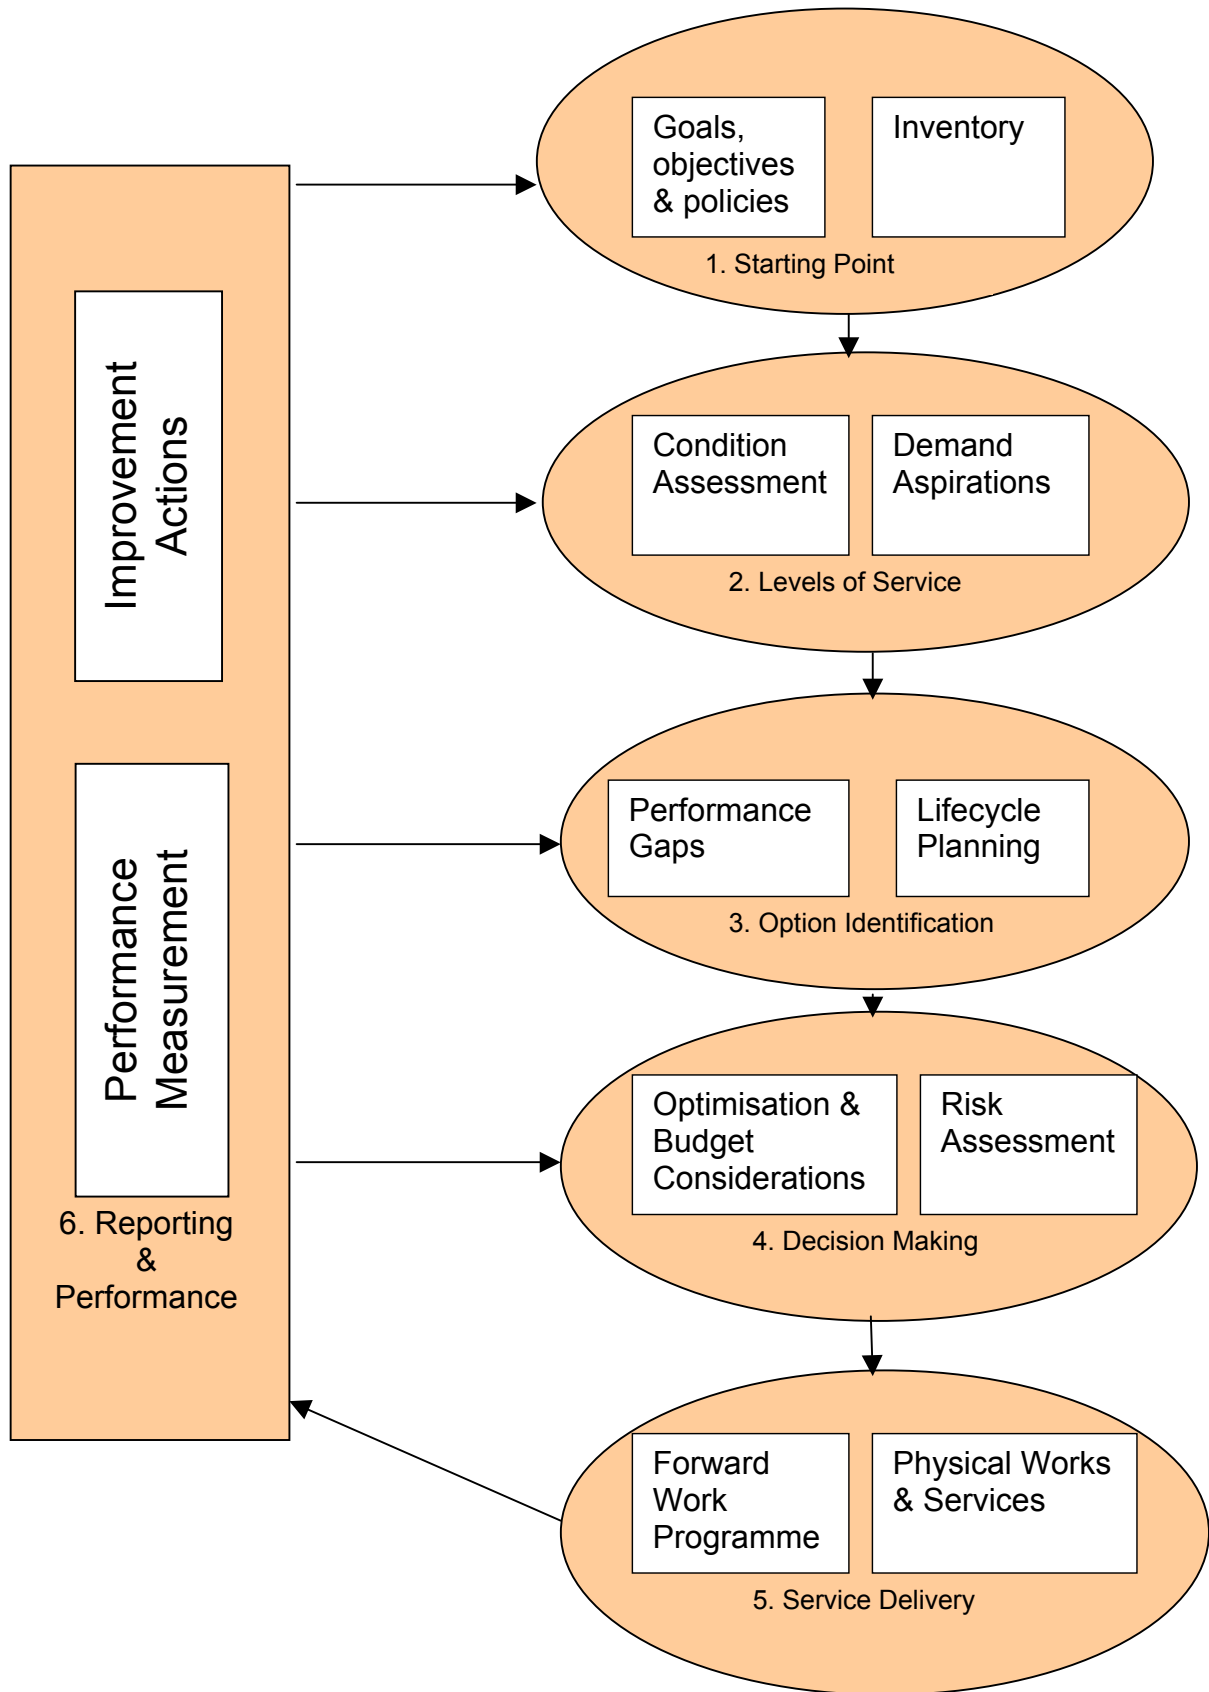 Goals,
objectives
& policies
Inventory
1. Starting Point
Condition
Assessment
Demand
Aspirations
2. Levels of Service
Performance
Gaps
Lifecycle
Planning
3. Option Identification
Optimisation &
Budget
Considerations
Risk
Assessment
4. Decision Making
Forward
Work
Programme
Physical Works
& Services
5. Service Delivery
Improvement
Actions
Performance
Measurement
6. Reporting
&
Performance